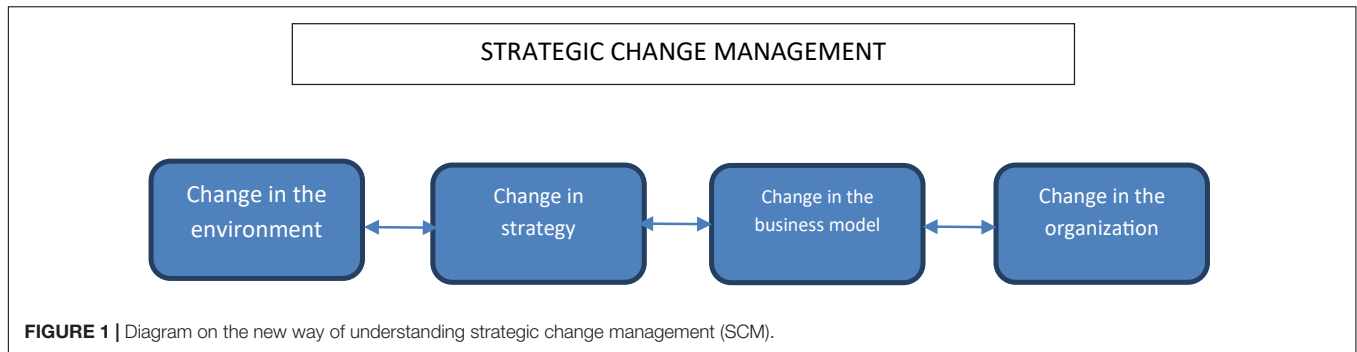 STRATEGIC CHANGE MANAGEMENT
Change in the
environment
Change in
strategy
Change in the
business model
Change in the
organization
FIGURE 1 | Diagram on the new way of understanding strategic change management (SCM).